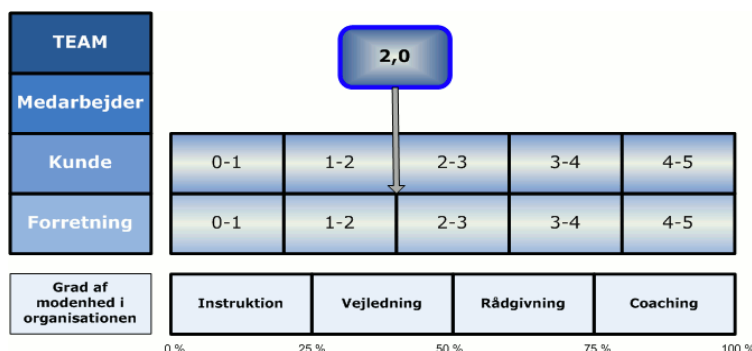 TEAM
2,0
Medarbejder
Kunde 0-1 1-2 2-3 3-4 4-5
Forretning 0-1 1-2 2-3 3-4 4-5
Grad af
modenhed i
organisationen
Instruktion Vejledning Rådgivning Coaching
0 % 25 % 50 % 75 % 100 %